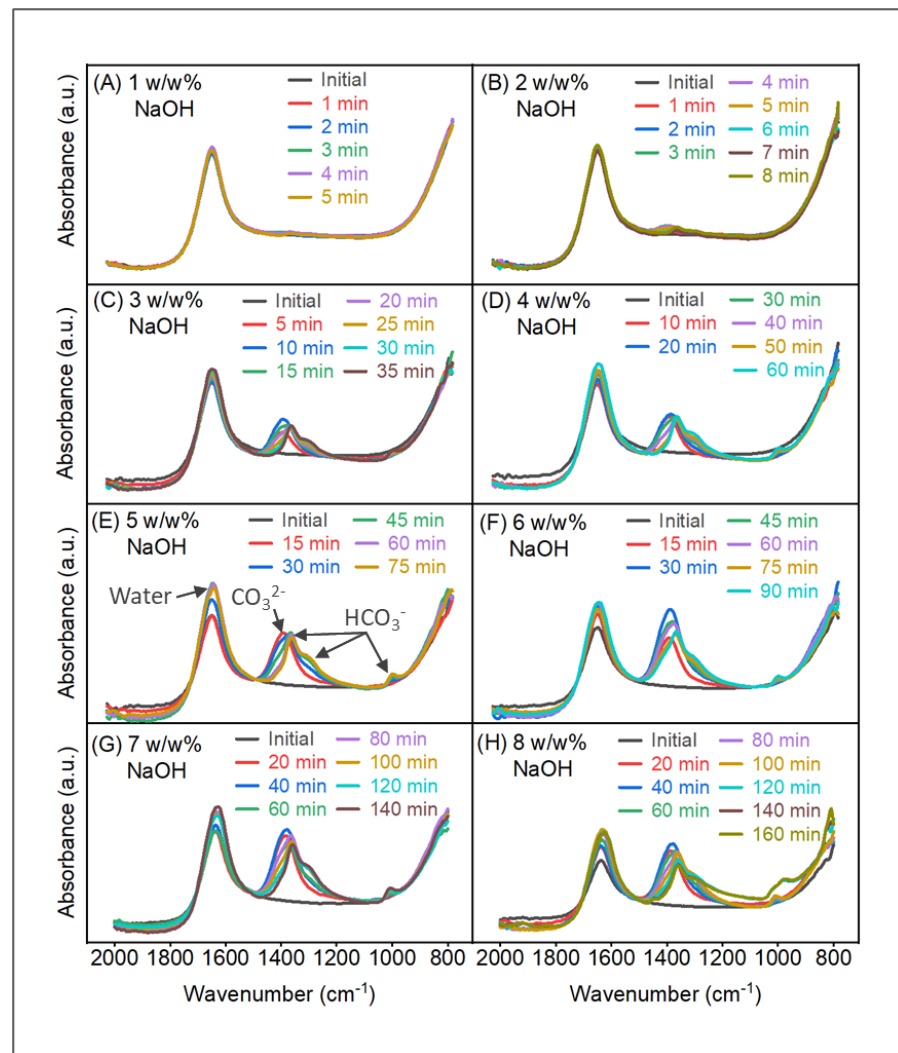 (A) 1 w/w%
NaOH
Initial
1 min
2 min
3 min
4 min
5 min
(B) 2 w/w%
NaOH
Initial
1 min
2 min
3 min
4 min
5 min
6 min
7 min
8 min
Absorbance (a.u.)
(C) 3 w/w%
NaOH
Initial
5 min
10 min
15 min
20 min
25 min
30 min
35 min
(D) 4 w/w%
NaOH
Initial
10 min
20 min
30 min
40 min
50 min
60 min
Absorbance (a.u.)
(E) 5 w/w%
NaOH
Initial
15 min
30 min
45 min
60 min
75 min
Water
CO₃²⁻
HCO₃⁻
(F) 6 w/w%
NaOH
Initial
15 min
30 min
45 min
60 min
75 min
90 min
Absorbance (a.u.)
(G) 7 w/w%
NaOH
Initial
20 min
40 min
60 min
80 min
100 min
120 min
140 min
(H) 8 w/w%
NaOH
Initial
20 min
40 min
60 min
80 min
100 min
120 min
140 min
160 min
Absorbance (a.u.)
2000 1800 1600 1400 1200 1000 800
2000 1800 1600 1400 1200 1000 800
Wavenumber (cm⁻¹)
Wavenumber (cm⁻¹)